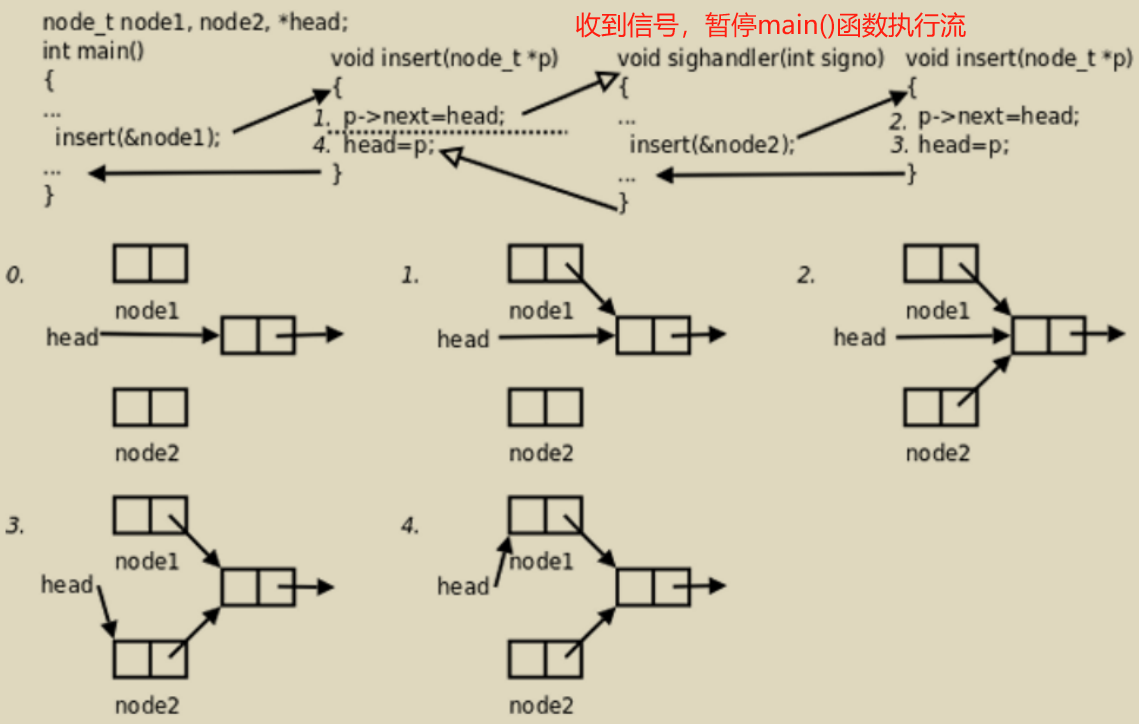 node_t node1, node2, *head;
收到信号，暂停main()函数执行流
int main()
{
...
insert(&node1);
...
}
void insert(node_t *p)
{
1. p->next=head;
4. head=p;
}
void sighandler(int signo)
{
...
insert(&node2);
...
}
void insert(node_t *p)
{
2. p->next=head;
3. head=p;
}
0.
node1
head
node2
1.
node1
head
node2
2.
node1
head
node2
3.
node1
head
node2
4.
node1
head
node2